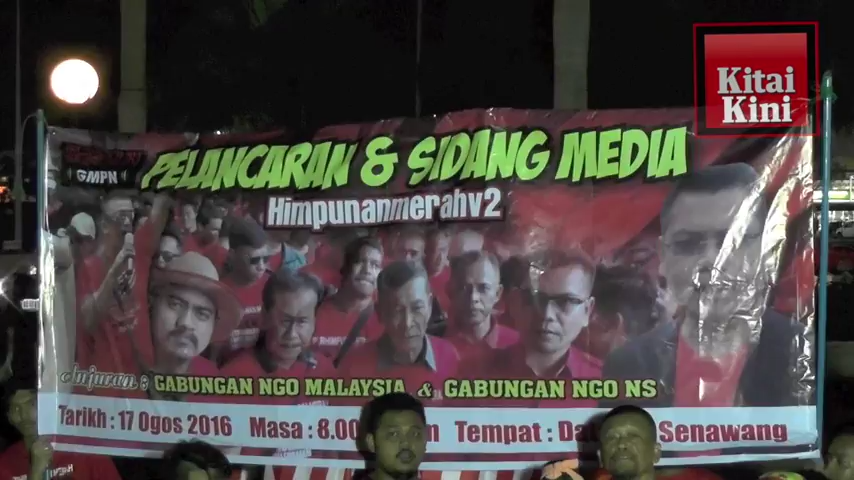 Kitai
Kini
GMPN
PELANCARAN & SIDANG MEDIA
Himpunanmerahv2
Anjuran : GABUNGAN NGO MALAYSIA & GABUNGAN NGO NS
Tarikh : 17 Ogos 2016 Masa : 8.00 Tempat : Senawang